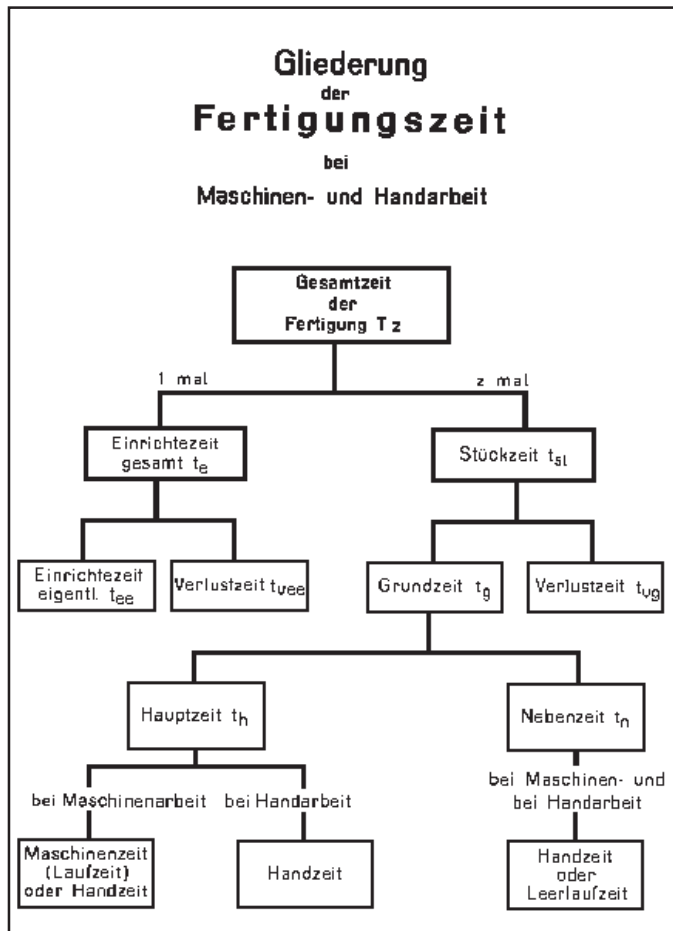 Gliederung
der
Fertigungszeit
bei
Maschinen- und Handarbeit
Gesamtzeit
der
Fertigung Tz
1 mal
z mal
Einrichtezeit
gesamt te
Stückzeit tst
Einrichtezeit
eigentl. tee
Verlustzeit tvee
Grundzeit tg
Verlustzeit tvg
Hauptzeit th
Nebenzeit tn
bei Maschinenarbeit
bei Handarbeit
bei Maschinen- und
bei Handarbeit
Maschinenzeit
(Laufzeit)
oder Handzeit
Handzeit
Handzeit
oder
Leerlaufzeit